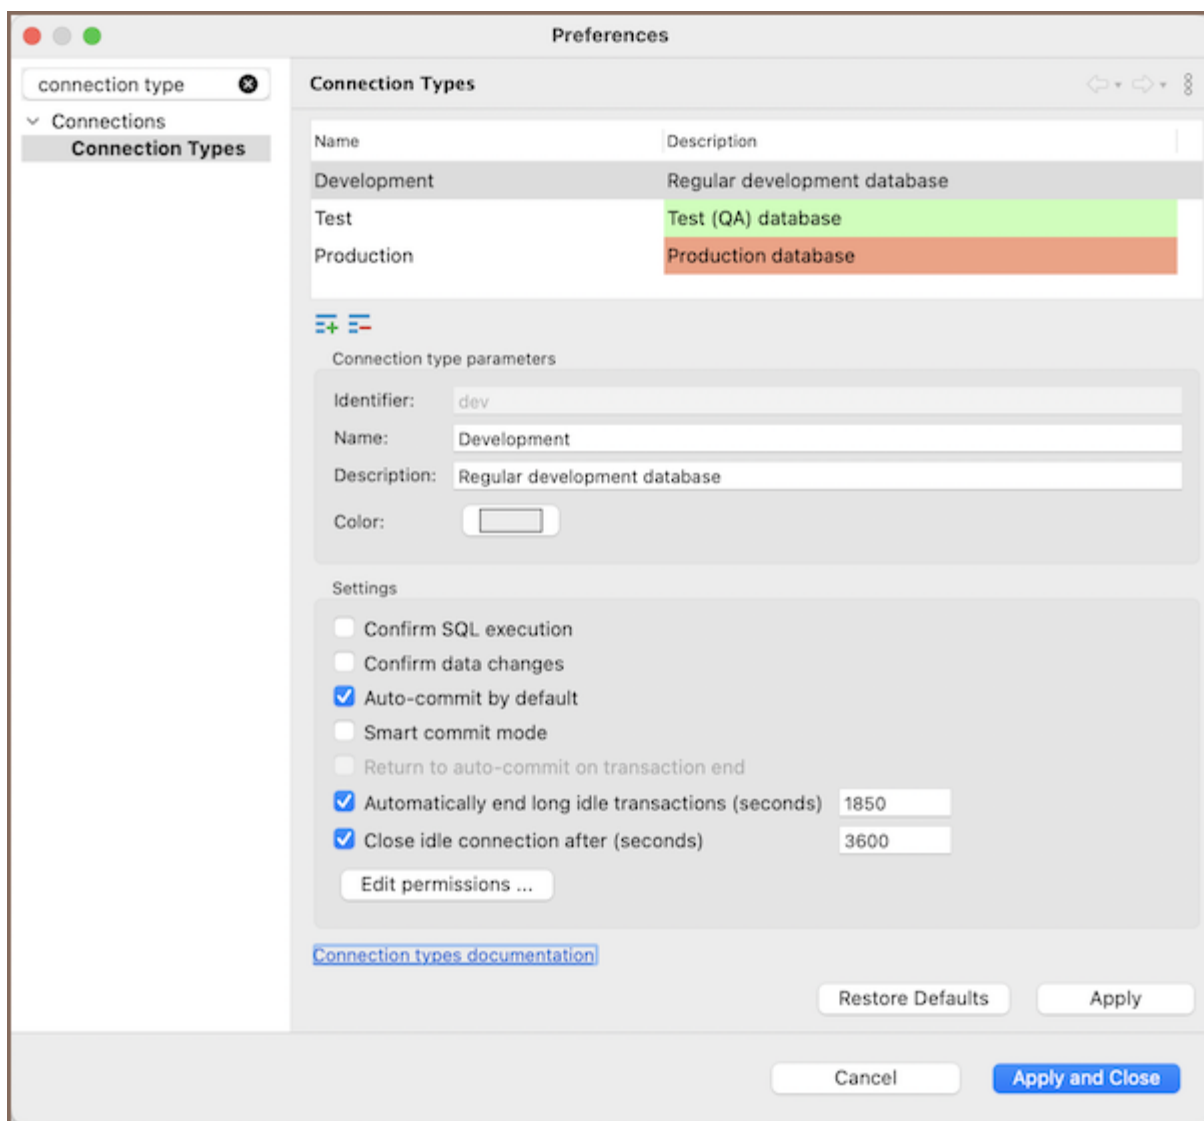 Preferences
connection type
Connections
Connection Types
Connection Types
Name Description
Development Regular development database
Test Test (QA) database
Production Production database
Connection type parameters
Identifier: dev
Name: Development
Description: Regular development database
Color:
Settings
Confirm SQL execution
Confirm data changes
Auto-commit by default
Smart commit mode
Return to auto-commit on transaction end
Automatically end long idle transactions (seconds) 1850
Close idle connection after (seconds) 3600
Edit permissions ...
Connection types documentation
Restore Defaults Apply
Cancel Apply and Close